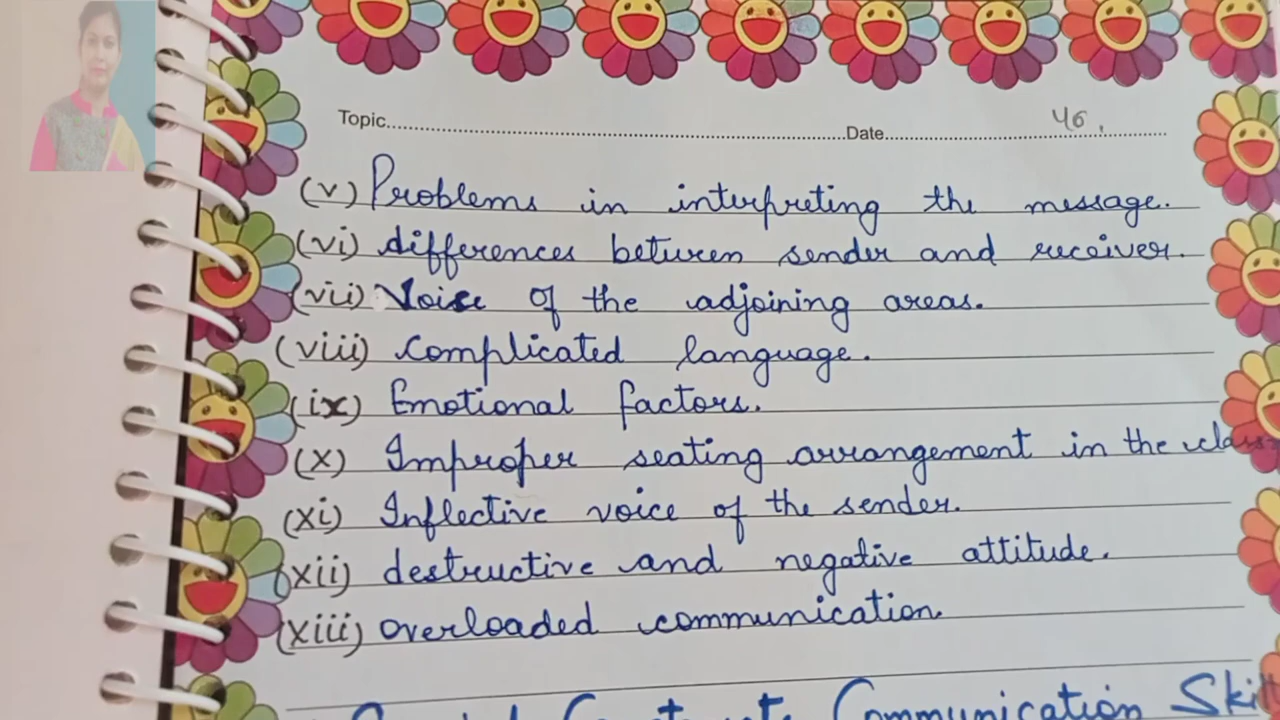 Topic Date 46.
(v) Problems in interpreting the message.
(vi) differences between sender and receiver.
(vii) Noise of the adjoining areas.
(viii) complicated language.
(ix) Emotional factors.
(x) Improper seating arrangement in the class
(xi) Inflective voice of the sender.
(xii) destructive and negative attitude.
(xiii) overloaded communication.
Communication